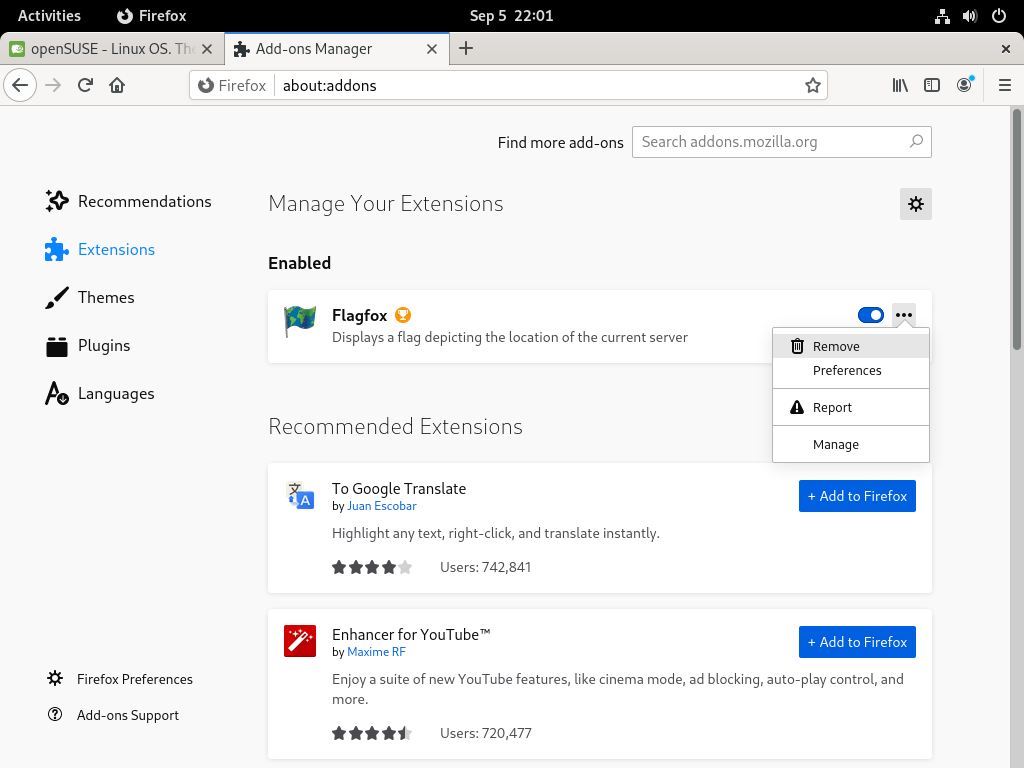 Activities
Firefox
Sep 5 22:01
openSUSE - Linux OS. The
Add-ons Manager
Firefox
about:addons
Find more add-ons
Search addons.mozilla.org
Recommendations
Extensions
Themes
Plugins
Languages
Firefox Preferences
Add-ons Support
Manage Your Extensions
Enabled
Flagfox
Displays a flag depicting the location of the current server
Remove
Preferences
Report
Manage
Recommended Extensions
To Google Translate
by Juan Escobar
+ Add to Firefox
Highlight any text, right-click, and translate instantly.
Users: 742,841
Enhancer for YouTube™
by Maxime RF
+ Add to Firefox
Enjoy a suite of new YouTube features, like cinema mode, ad blocking, auto-play control, and
more.
Users: 720,477